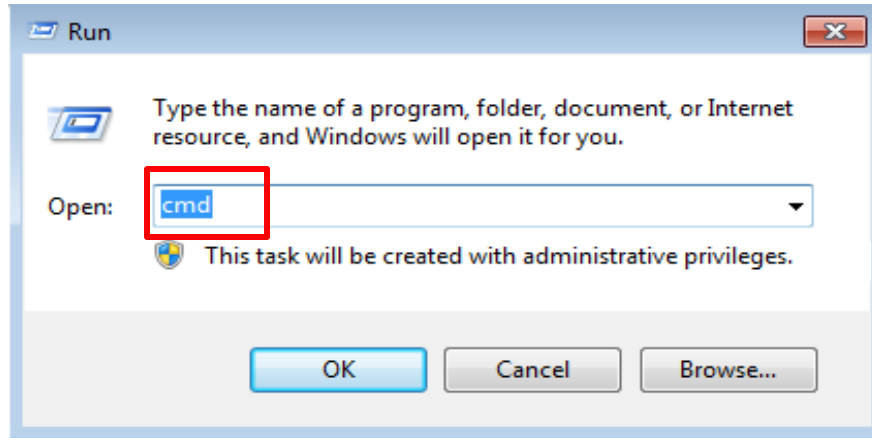 Run
Type the name of a program, folder, document, or Internet
resource, and Windows will open it for you.
Open: cmd
This task will be created with administrative privileges.
OK Cancel Browse...